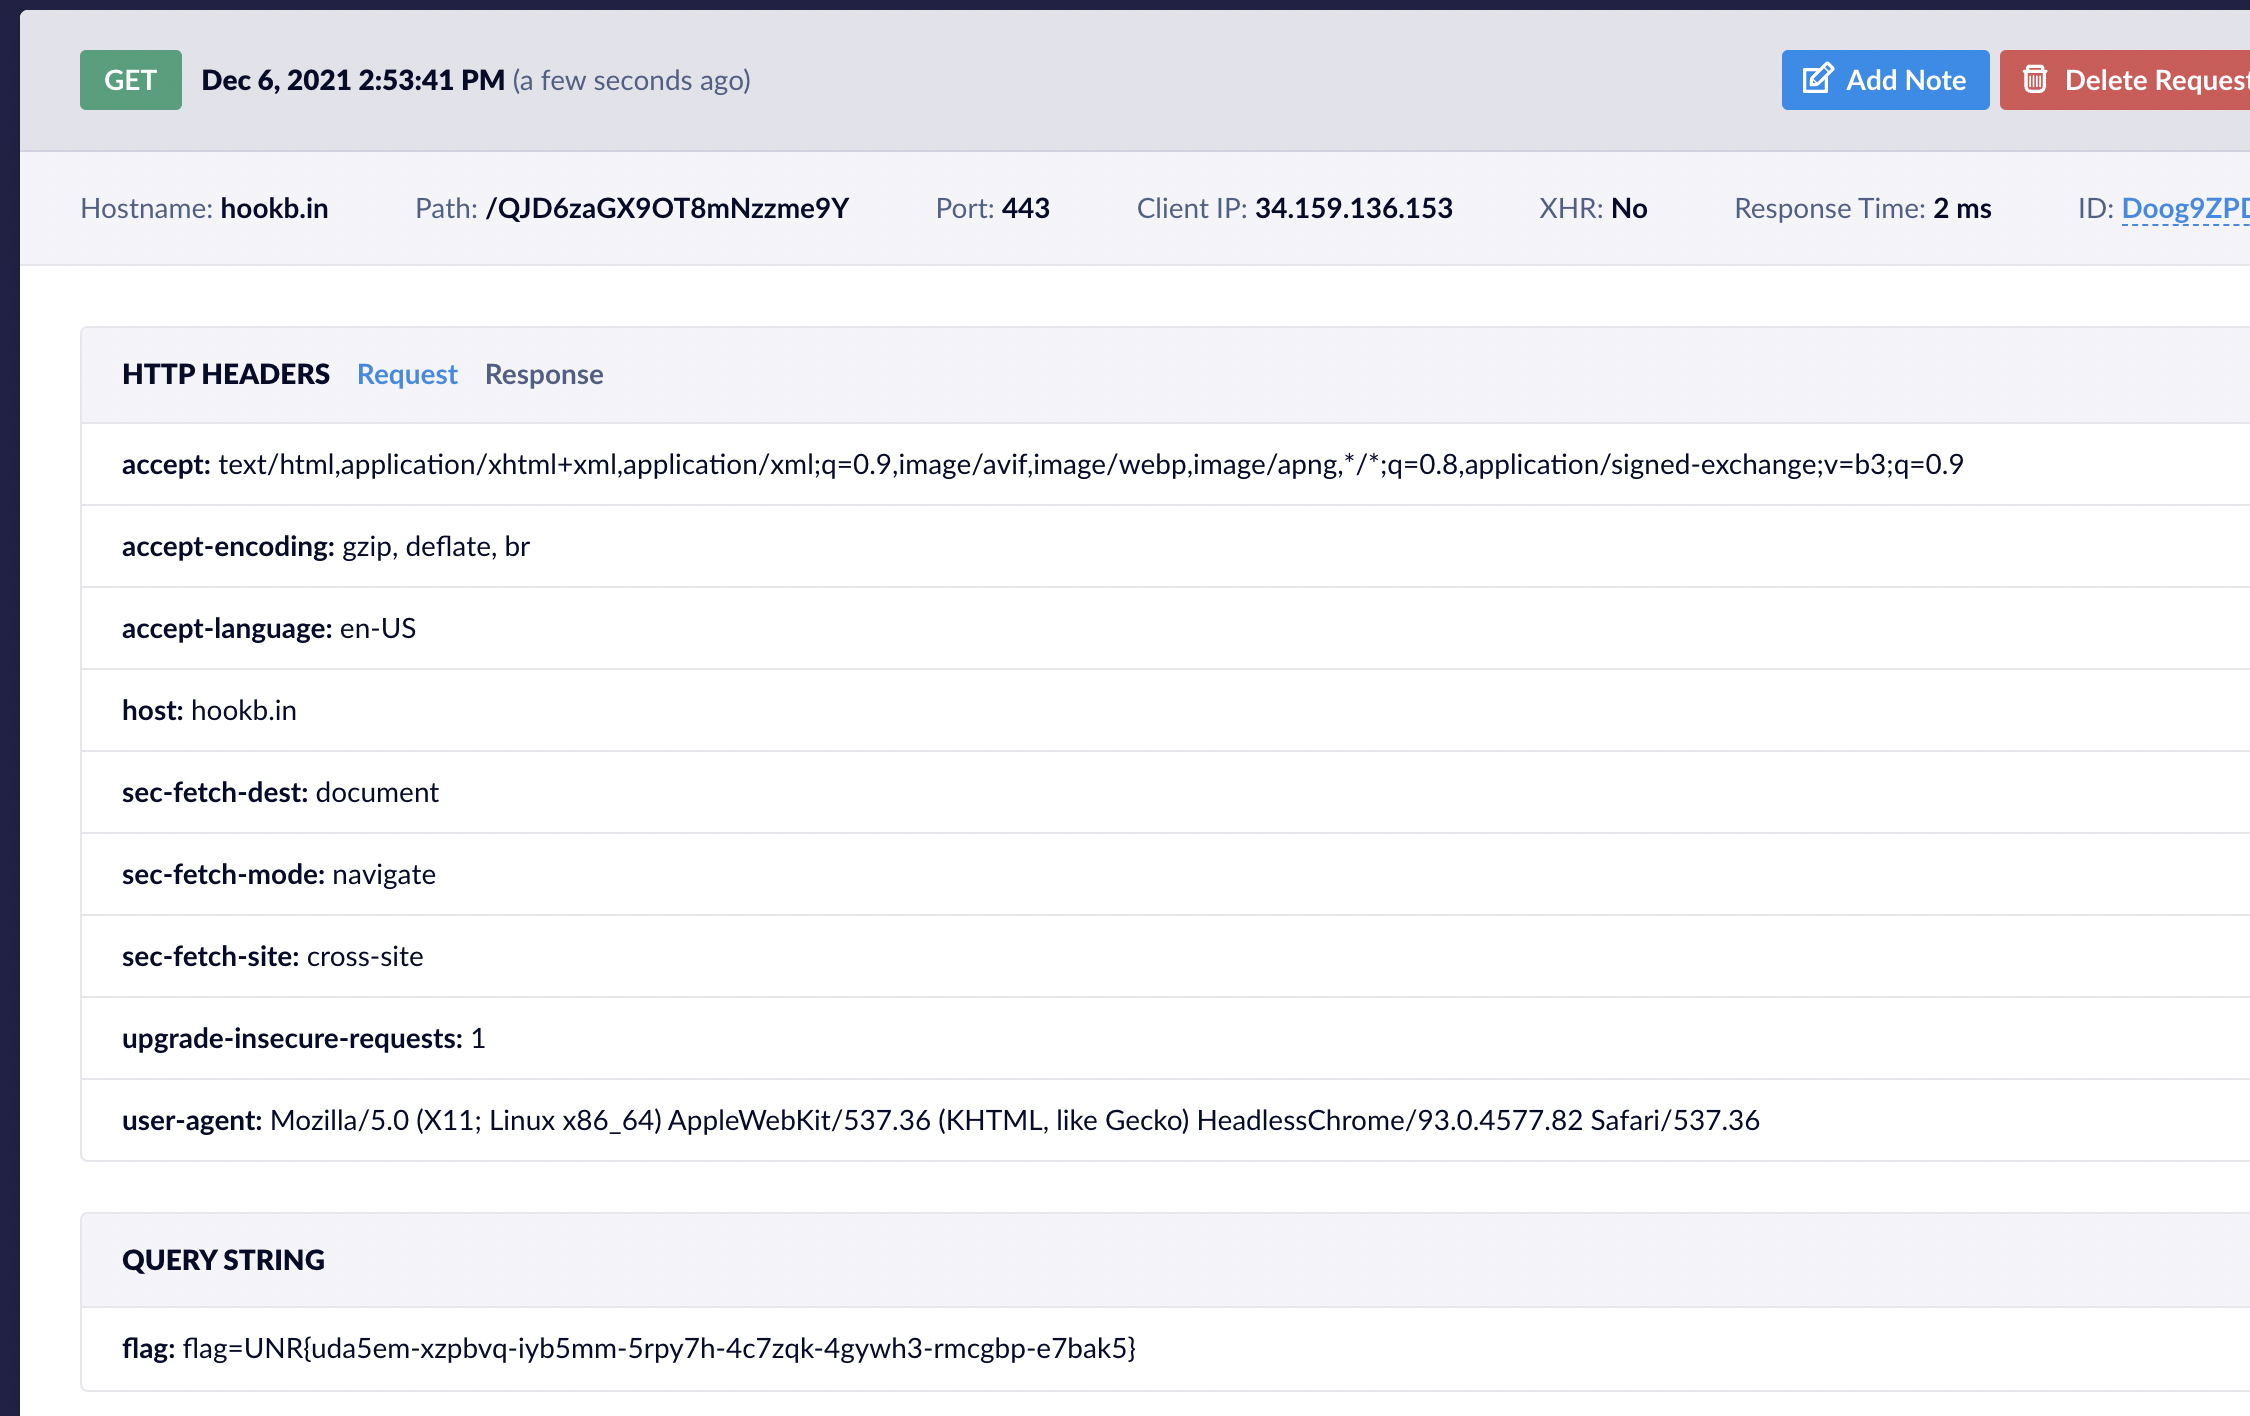 GET Dec 6, 2021 2:53:41 PM (a few seconds ago) Add Note Delete Request
Hostname: hookb.in Path: /QJD6zaGX9OT8mNzzme9Y Port: 443 Client IP: 34.159.136.153 XHR: No Response Time: 2 ms ID: Doog9ZPD
HTTP HEADERS Request Response
accept: text/html,application/xhtml+xml,application/xml;q=0.9,image/avif,image/webp,image/apng,*/*;q=0.8,application/signed-exchange;v=b3;q=0.9
accept-encoding: gzip, deflate, br
accept-language: en-US
host: hookb.in
sec-fetch-dest: document
sec-fetch-mode: navigate
sec-fetch-site: cross-site
upgrade-insecure-requests: 1
user-agent: Mozilla/5.0 (X11; Linux x86_64) AppleWebKit/537.36 (KHTML, like Gecko) HeadlessChrome/93.0.4577.82 Safari/537.36
QUERY STRING
flag: flag=UNR{uda5em-xzpbvq-iyb5mm-5rpy7h-4c7zqk-4gywh3-rmcgbp-e7bak5}